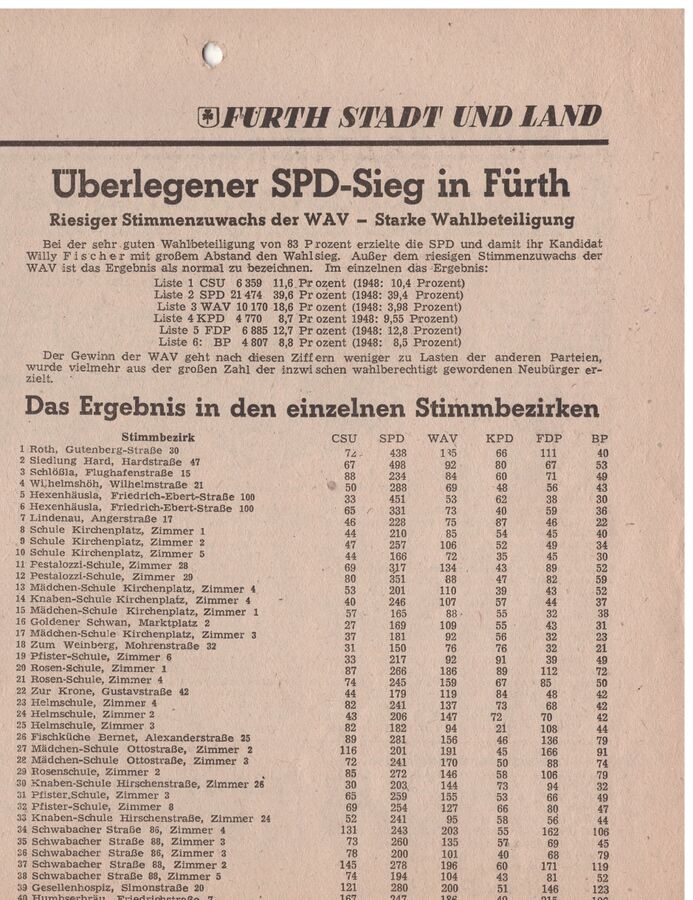 FÜRTH STADT UND LAND
Überlegener SPD-Sieg in Fürth
Riesiger Stimmenzuwachs der WAV – Starke Wahlbeteiligung
Bei der sehr guten Wahlbeteiligung von 83 Prozent erzielte die SPD und damit ihr Kandidat
Willy Fischer mit großem Abstand den Wahlsieg. Außer dem riesigen Stimmenzuwachs der
WAV ist das Ergebnis als normal zu bezeichnen. Im einzelnen das Ergebnis:
Liste 1 CSU 6 359 11,6 Prozent (1948: 10,4 Prozent)
Liste 2 SPD 21 474 39,6 Prozent (1948: 39,4 Prozent)
Liste 3 WAV 10 170 18,6 Prozent (1948: 3,98 Prozent)
Liste 4 KPD 4 770 8,7 Prozent 1948: 9,55 Prozent)
Liste 5 FDP 6 885 12,7 Prozent (1948: 12,8 Prozent)
Liste 6: BP 4 807 8,8 Prozent (1948: 8,5 Prozent)
Der Gewinn der WAV geht nach diesen Ziffern weniger zu Lasten der anderen Parteien,
wurde vielmehr aus der großen Zahl der inzwischen wahlberechtigt gewordenen Neubürger er-
zielt.
Das Ergebnis in den einzelnen Stimmbezirken
Stimmbezirk CSU SPD WAV KPD FDP BP
1 Roth, Gutenberg-Straße 30 72 438 135 66 111 40
2 Siedlung Hard, Hardstraße 47 67 498 92 80 67 53
3 Schlößla, Flughafenstraße 15 88 234 84 60 71 49
4 Wilhelmshöh, Wilhelmstraße 21 50 288 69 48 56 43
5 Hexenhäusla, Friedrich-Ebert-Straße 100 33 451 53 62 38 30
6 Hexenhäusla, Friedrich-Ebert-Straße 100 65 331 73 40 59 36
7 Lindenau, Angerstraße 17 46 228 75 87 46 22
8 Schule Kirchenplatz, Zimmer 1 44 210 85 54 45 40
9 Schule Kirchenplatz, Zimmer 2 47 257 106 52 49 34
10 Schule Kirchenplatz, Zimmer 5 44 166 72 35 45 30
11 Pestalozzi-Schule, Zimmer 28 69 317 134 43 89 52
12 Pestalozzi-Schule, Zimmer 29 80 351 88 47 82 59
13 Mädchen-Schule Kirchenplatz, Zimmer 4 53 201 110 39 43 52
14 Knaben-Schule Kirchenplatz, Zimmer 4 40 246 107 57 44 37
15 Mädchen-Schule Kirchenplatz, Zimmer 1 57 165 88 55 32 38
16 Goldener Schwan, Marktplatz 2 27 169 109 55 43 31
17 Mädchen-Schule Kirchenplatz, Zimmer 3 37 181 92 56 32 23
18 Zum Weinberg, Mohrenstraße 32 31 150 76 76 32 21
19 Pfister-Schule, Zimmer 6 33 217 92 91 39 49
20 Rosen-Schule, Zimmer 1 87 266 186 89 112 72
21 Rosen-Schule, Zimmer 4 74 245 159 67 85 50
22 Zur Krone, Gustavstraße 42 44 179 119 84 48 42
23 Helmschule, Zimmer 4 82 241 137 73 68 42
24 Helmschule, Zimmer 2 43 206 147 72 70 42
25 Helmschule, Zimmer 3 82 182 94 21 108 44
26 Fischküche Bernet, Alexanderstraße 25 89 281 156 46 136 79
27 Mädchen-Schule Ottostraße, Zimmer 2 116 201 191 45 166 91
28 Mädchen-Schule Ottostraße, Zimmer 3 72 241 170 50 88 74
29 Rosenschule, Zimmer 2 85 272 146 58 106 79
30 Knaben-Schule Hirschenstraße, Zimmer 26 30 203 144 73 94 32
31 Pfister,Schule, Zimmer 3 65 259 155 53 66 49
32 Pfister-Schule, Zimmer 8 69 254 127 66 80 47
33 Knaben-Schule Hirschenstraße, Zimmer 24 52 241 95 58 56 44
34 Schwabacher Straße 86, Zimmer 4 131 243 203 55 162 106
35 Schwabacher Straße 88, Zimmer 3 73 260 135 57 69 45
36 Schwabacher Straße 86, Zimmer 3 78 200 101 40 68 79
37 Schwabacher Straße 88, Zimmer 2 145 278 196 60 171 119
38 Schwabacher Straße 88, Zimmer 5 74 194 104 43 81 52
39 Gesellenhospiz, Simonstraße 20 121 280 200 51 146 123
40 Humbserbräu, Friedrichstraße 7 167 247 186 49 215